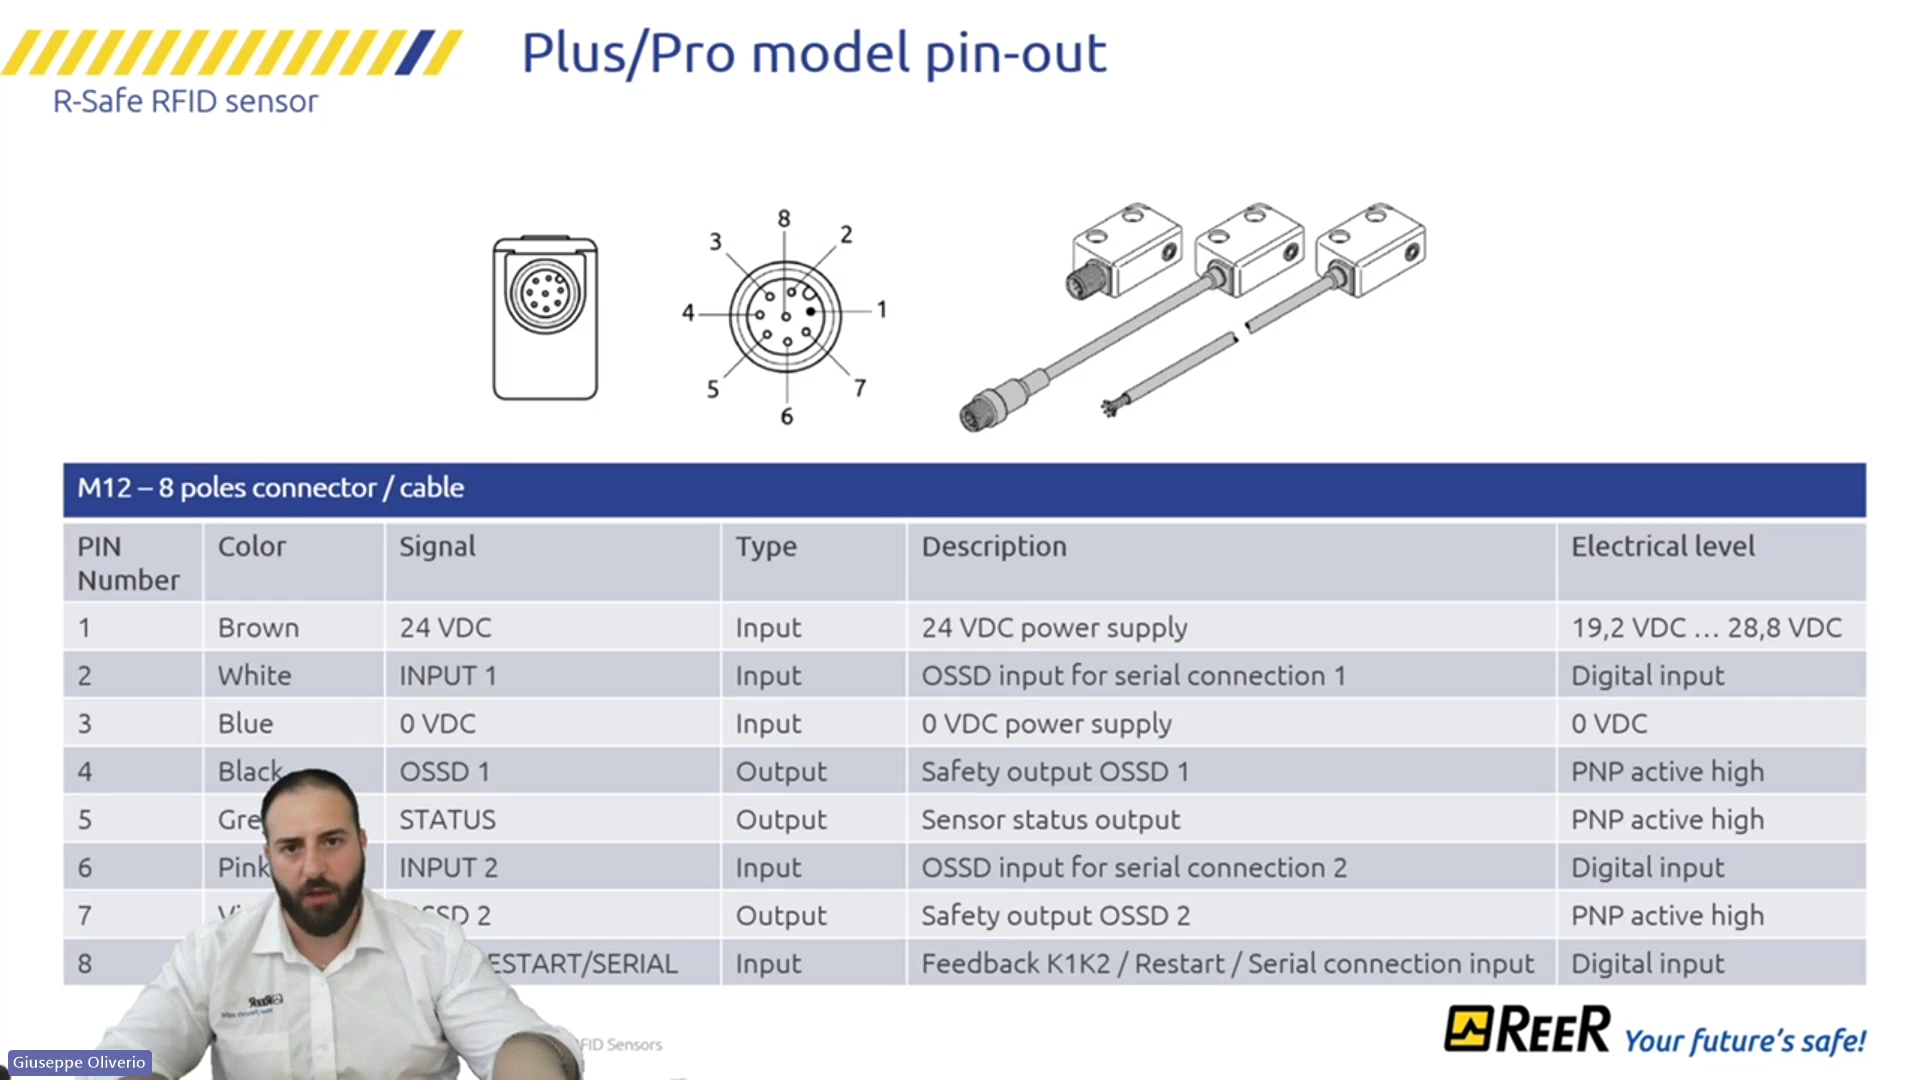 Plus/Pro model pin-out
R-Safe RFID sensor
8
3
2
4
1
5
7
6
M12 – 8 poles connector / cable
PIN Number Color Signal Type Description Electrical level
1 Brown 24 VDC Input 24 VDC power supply 19,2 VDC ... 28,8 VDC
2 White INPUT 1 Input OSSD input for serial connection 1 Digital input
3 Blue 0 VDC Input 0 VDC power supply 0 VDC
4 Black OSSD 1 Output Safety output OSSD 1 PNP active high
5 STATUS Output Sensor status output PNP active high
6 Pink INPUT 2 Input OSSD input for serial connection 2 Digital input
7 2 Output Safety output OSSD 2 PNP active high
8 ESTART/SERIAL Input Feedback K1K2 / Restart / Serial connection input Digital input
REER Your future's safe!
Sensors
Giuseppe Oliverio